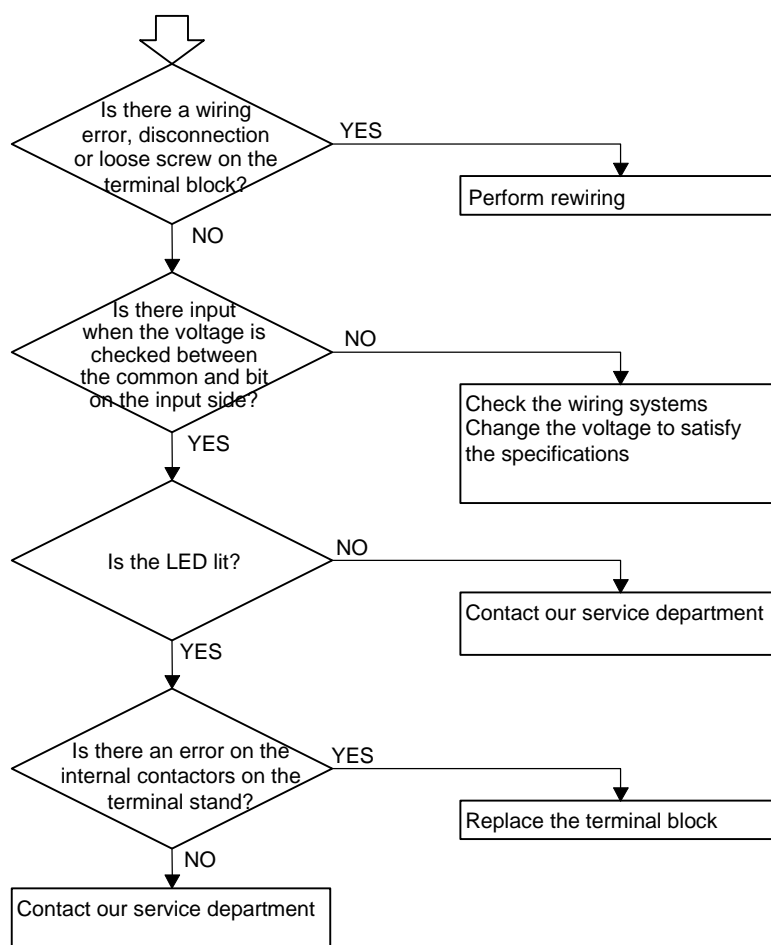 Is there a wiring
error, disconnection
or loose screw on the
terminal block?
YES
Perform rewiring
NO
Is there input
when the voltage is
checked between
the common and bit
on the input side?
NO
Check the wiring systems
Change the voltage to satisfy
the specifications
YES
Is the LED lit?
NO
Contact our service department
YES
Is there an error on the
internal contactors on the
terminal stand?
YES
Replace the terminal block
NO
Contact our service department